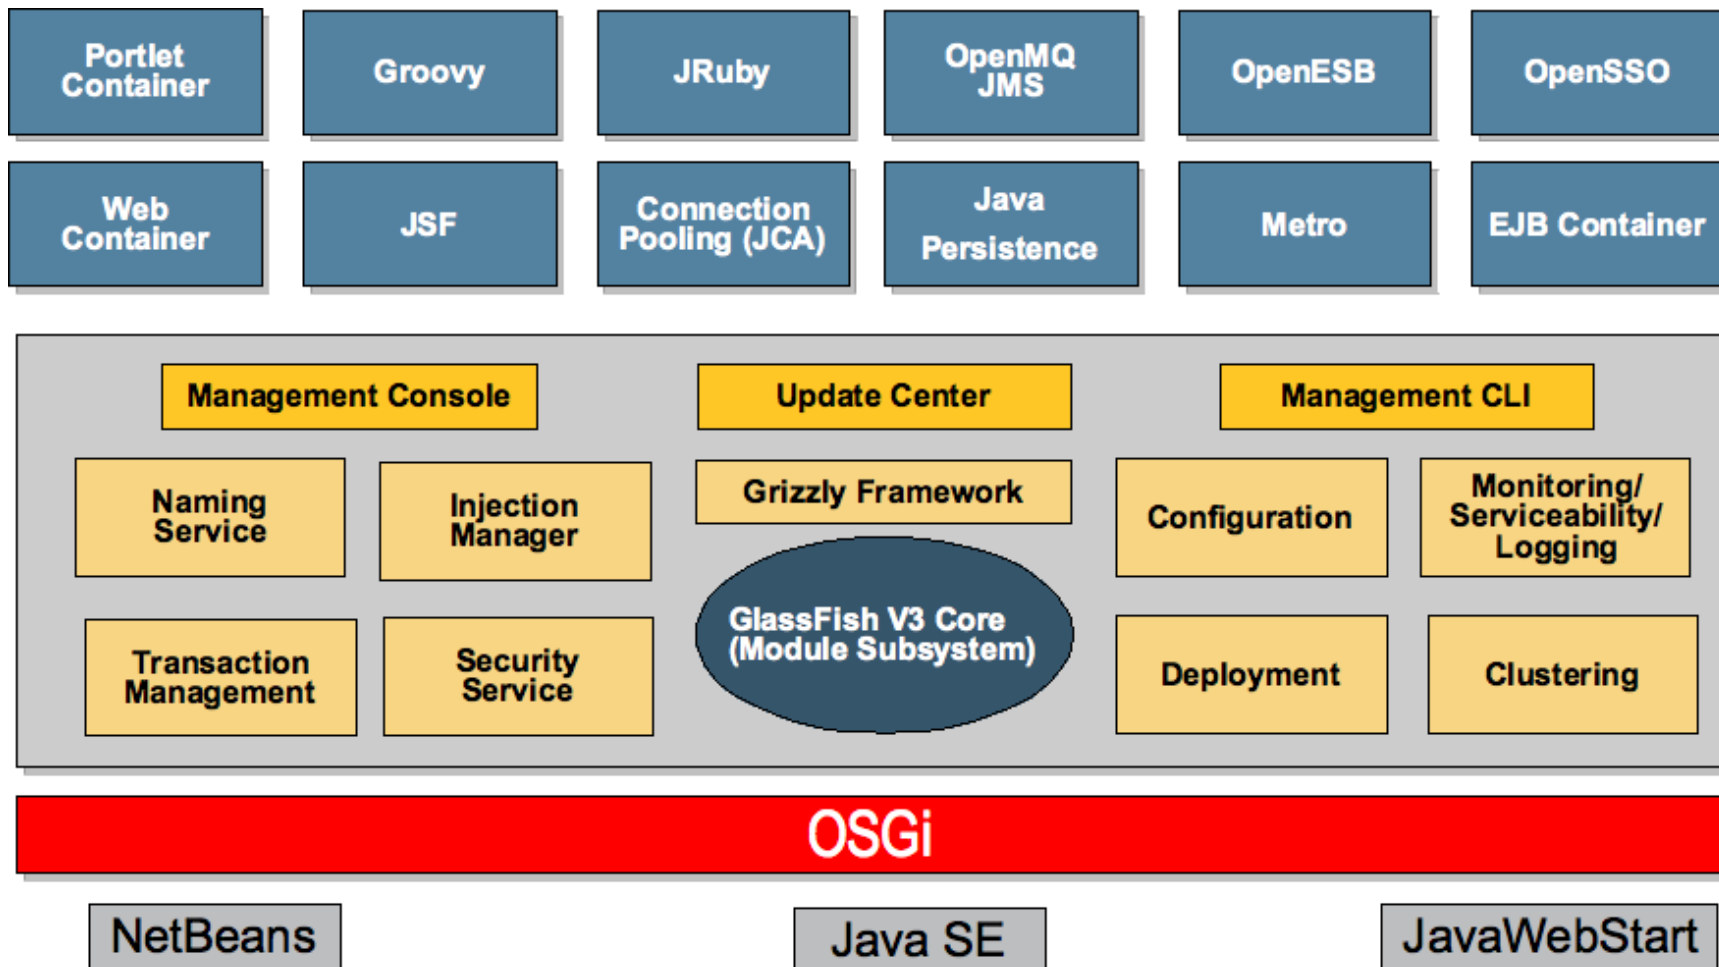 Portlet
Container
Groovy
JRuby
OpenMQ
JMS
OpenESB
OpenSSO
Web
Container
JSF
Connection
Pooling (JCA)
Java
Persistence
Metro
EJB Container
Management Console
Update Center
Management CLI
Naming
Service
Injection
Manager
Grizzly Framework
Configuration
Monitoring/
Serviceability/
Logging
Transaction
Management
Security
Service
GlassFish V3 Core
(Module Subsystem)
Deployment
Clustering
OSGi
NetBeans
Java SE
JavaWebStart